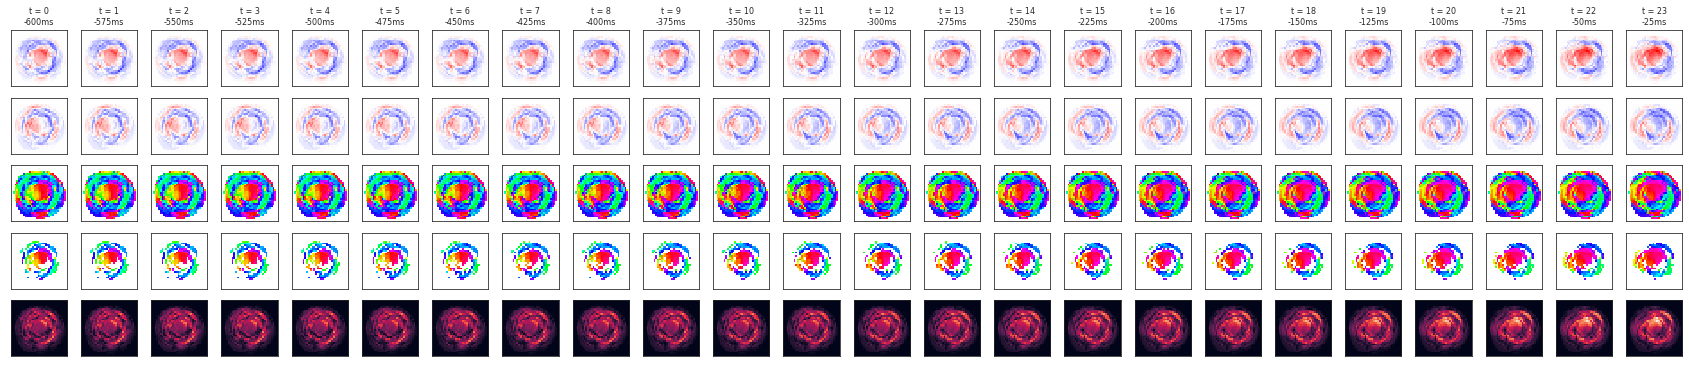 t = 0 t = 1 t = 2 t = 3 t = 4 t = 5 t = 6 t = 7 t = 8 t = 9 t = 10 t = 11 t = 12 t = 13 t = 14 t = 15 t = 16 t = 17 t = 18 t = 19 t = 20 t = 21 t = 22 t = 23
-600ms -575ms -550ms -525ms -500ms -475ms -450ms -425ms -400ms -375ms -350ms -325ms -300ms -275ms -250ms -225ms -200ms -175ms -150ms -125ms -100ms -75ms -50ms -25ms